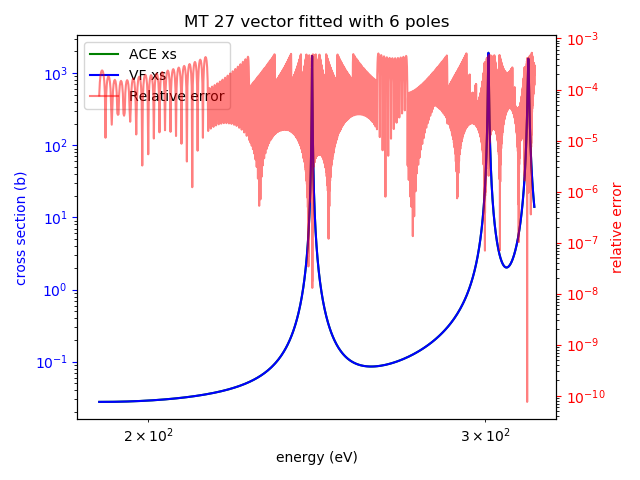 MT 27 vector fitted with 6 poles
ACE xs
VF xs
Relative error
cross section (b)
10³
10²
10¹
10⁰
10⁻¹
relative error
10⁻³
10⁻⁴
10⁻⁵
10⁻⁶
10⁻⁷
10⁻⁸
10⁻⁹
10⁻¹⁰
2 × 10² 3 × 10²
energy (eV)